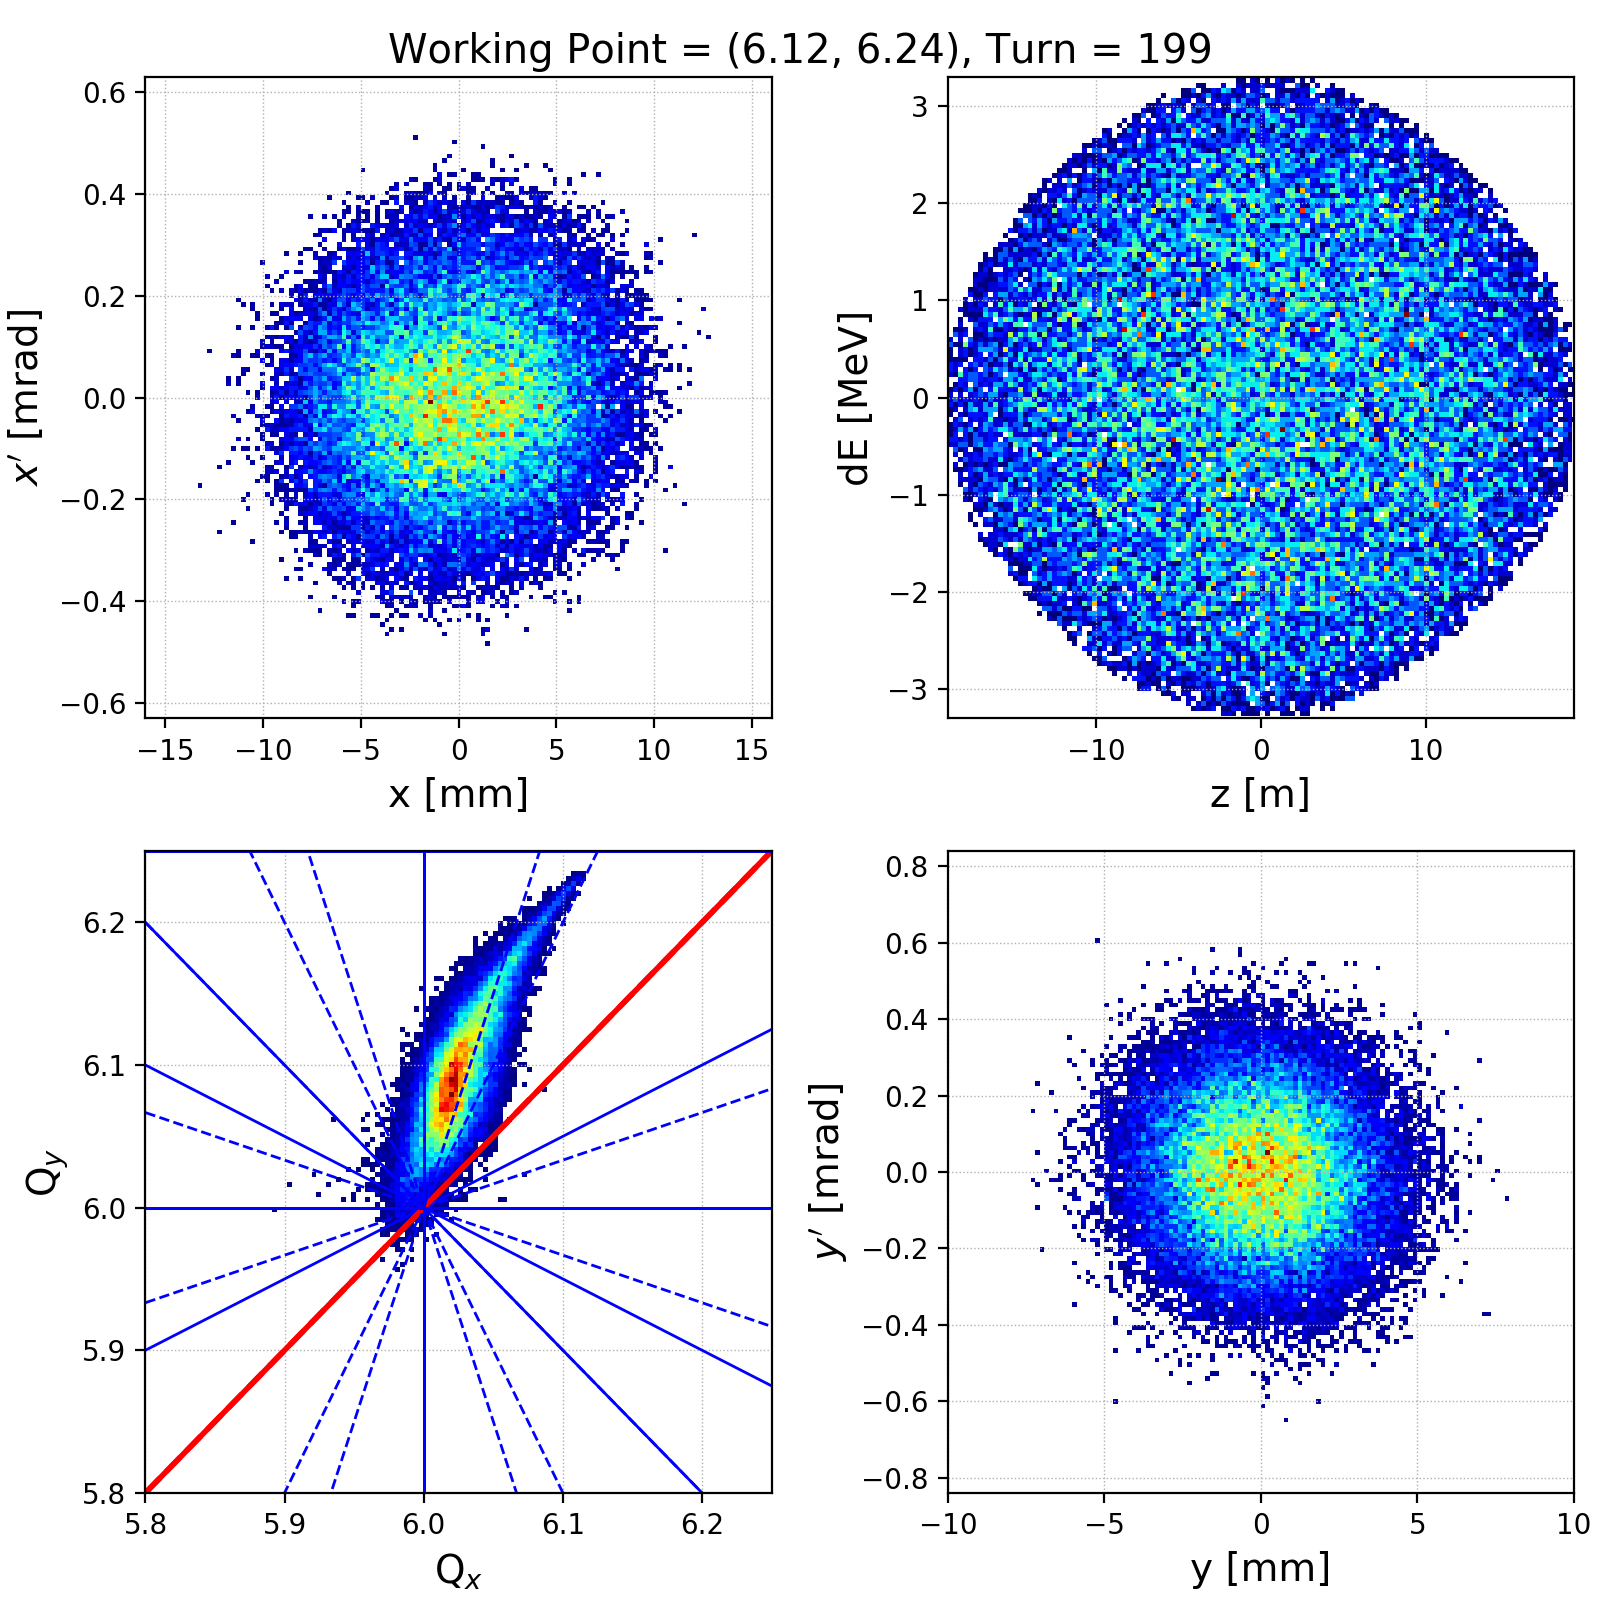 Working Point = (6.12, 6.24), Turn = 199
0.6
0.4
0.2
0.0
−0.2
−0.4
−0.6
x′ [mrad]
−15 −10 −5 0 5 10 15
x [mm]
3
2
1
0
−1
−2
−3
dE [MeV]
−10 0 10
z [m]
6.2
6.1
6.0
5.9
5.8
Qy
5.8 5.9 6.0 6.1 6.2
Qx
0.8
0.6
0.4
0.2
0.0
−0.2
−0.4
−0.6
−0.8
y′ [mrad]
−10 −5 0 5 10
y [mm]